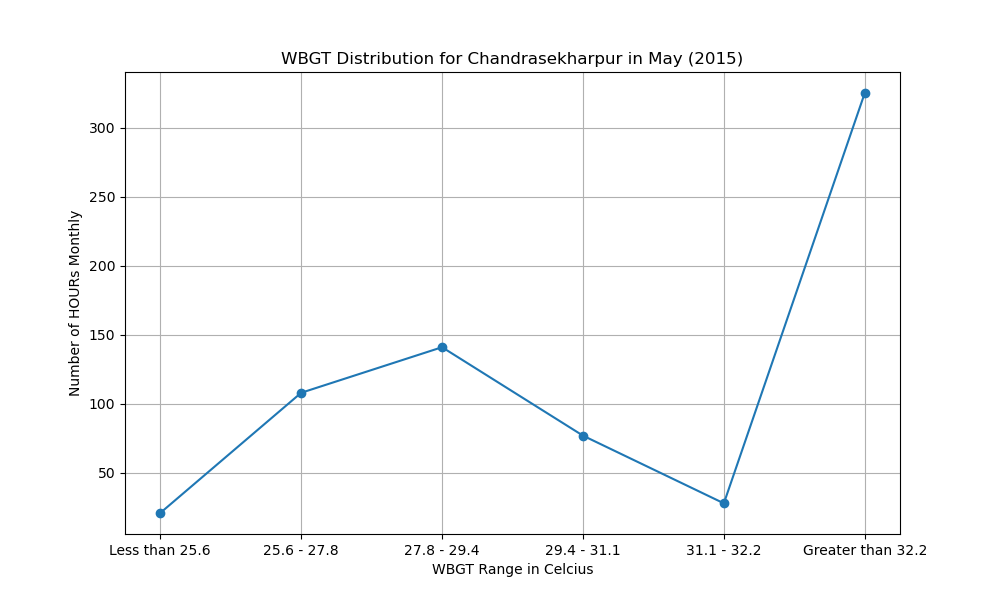 WBGT Distribution for Chandrasekharpur in May (2015)
Number of HOURs Monthly
300
250
200
150
100
50
Less than 25.6
25.6 - 27.8
27.8 - 29.4
29.4 - 31.1
31.1 - 32.2
Greater than 32.2
WBGT Range in Celcius